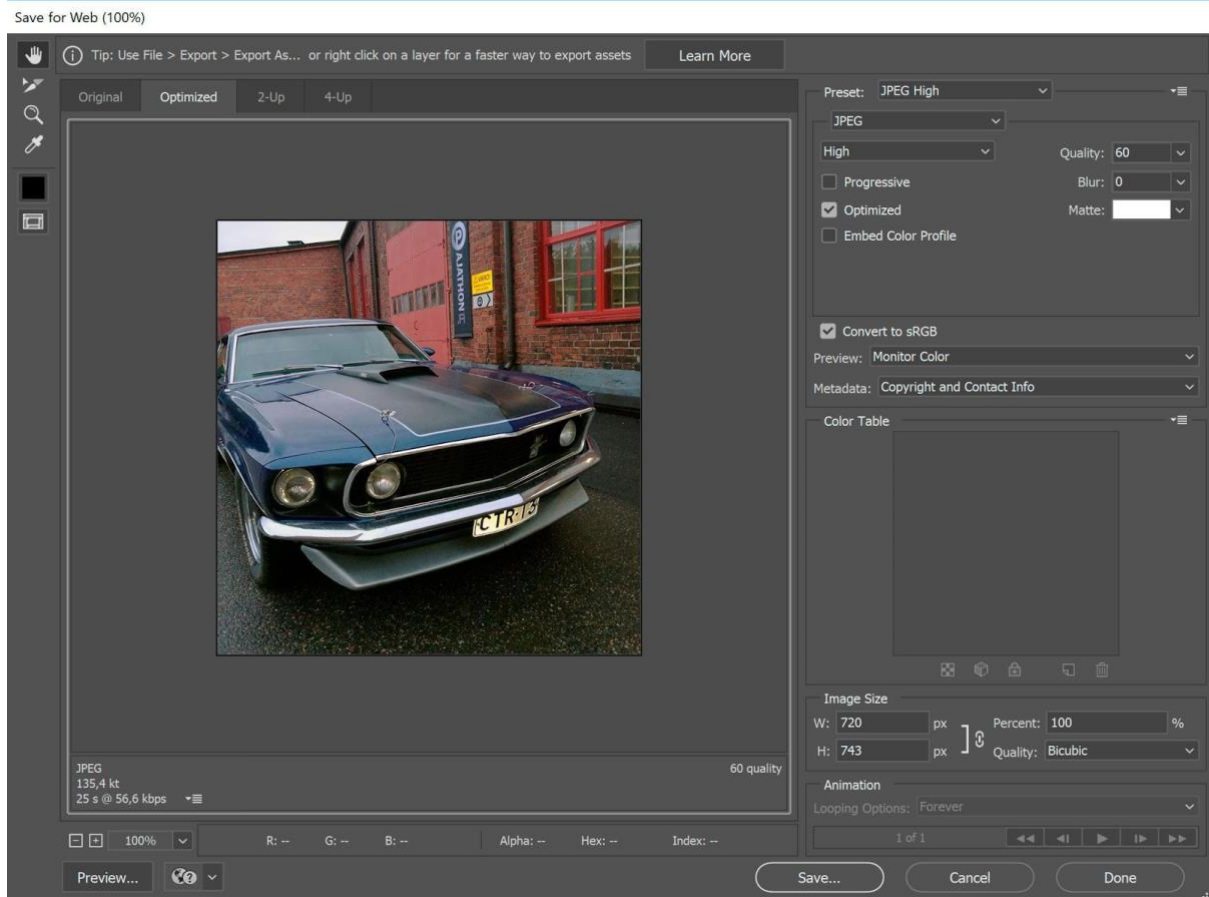 Save for Web (100%)
Tip: Use File > Export > Export As... or right click on a layer for a faster way to export assets
Learn More
Original Optimized 2-Up 4-Up
AJATHON
CTR-15
JPEG
135,4 kt
25 s @ 56,6 kbps
60 quality
100%
R: -- G: -- B: -- Alpha: -- Hex: -- Index: --
Preview...
Preset: JPEG High
JPEG
High
Quality: 60
Progressive
Blur: 0
Optimized
Matte:
Embed Color Profile
Convert to sRGB
Preview: Monitor Color
Metadata: Copyright and Contact Info
Color Table
Image Size
W: 720 px
Percent: 100 %
H: 743 px
Quality: Bicubic
Animation
Looping Options: Forever
1 of 1
Save... Cancel Done